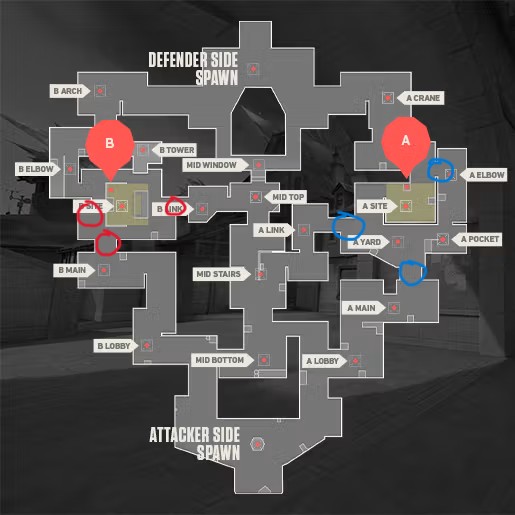 DEFENDER SIDE
SPAWN
B ARCH
A CRANE
B
A
B TOWER
MID WINDOW
B ELBOW
A ELBOW
MID TOP
B SITE
B LINK
A SITE
A LINK
A YARD
A POCKET
B MAIN
MID STAIRS
A MAIN
B LOBBY
MID BOTTOM
A LOBBY
ATTACKER SIDE
SPAWN